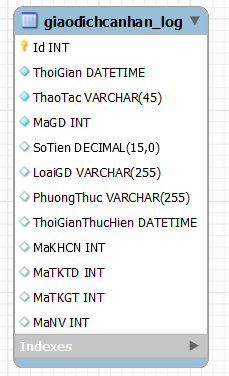 giaodichcanhan_log
Id INT
ThoiGian DATETIME
ThaoTac VARCHAR(45)
MaGD INT
SoTien DECIMAL(15,0)
LoaiGD VARCHAR(255)
PhuongThuc VARCHAR(255)
ThoiGianThucHien DATETIME
MaKHCN INT
MaTKTD INT
MaTKGT INT
MaNV INT
Indexes